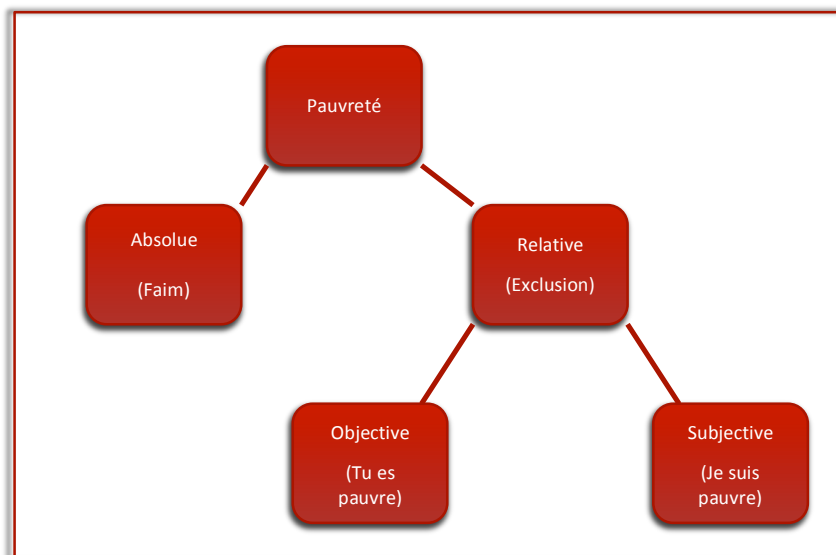 Pauvreté
Absolue
(Faim)
Relative
(Exclusion)
Objective
(Tu es
pauvre)
Subjective
(Je suis
pauvre)